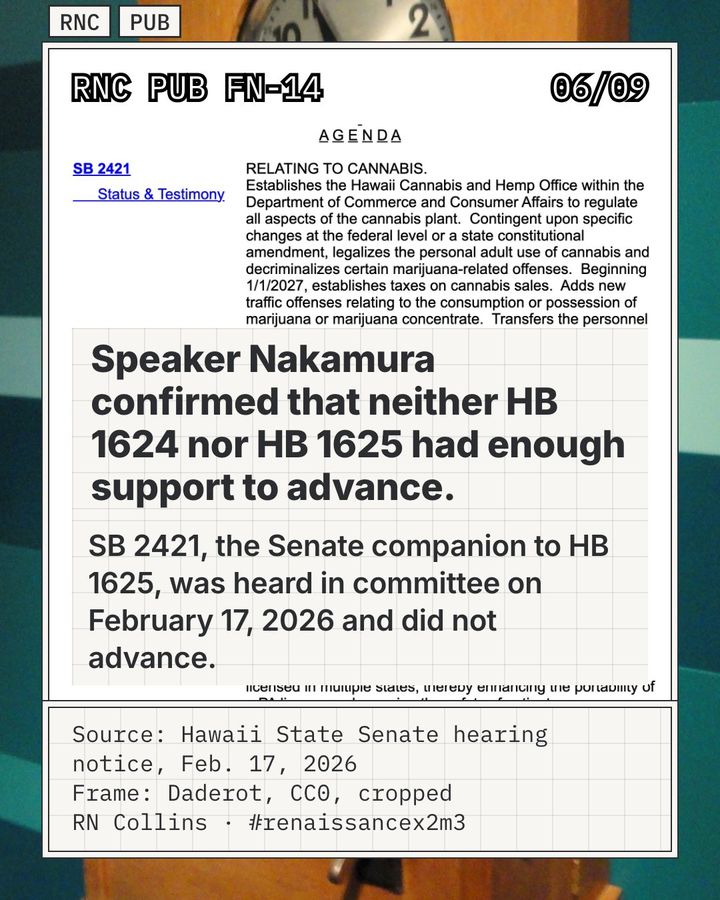 RNC PUB
RNC PUB FN-14 06/09
AGENDA
SB 2421
Status & Testimony
RELATING TO CANNABIS.
Establishes the Hawaii Cannabis and Hemp Office within the
Department of Commerce and Consumer Affairs to regulate
all aspects of the cannabis plant.  Contingent upon specific
changes at the federal level or a state constitutional
amendment, legalizes the personal adult use of cannabis and
decriminalizes certain marijuana-related offenses.  Beginning
1/1/2027, establishes taxes on cannabis sales.  Adds new
traffic offenses relating to the consumption or possession of
marijuana or marijuana concentrate.  Transfers the personnel
Speaker Nakamura
confirmed that neither HB
1624 nor HB 1625 had enough
support to advance.
SB 2421, the Senate companion to HB
1625, was heard in committee on
February 17, 2026 and did not
advance.
licensed in multiple states, thereby enhancing the portability of
Source: Hawaii State Senate hearing
notice, Feb. 17, 2026
Frame: Daderot, CC0, cropped
RN Collins · #renaissancex2m3